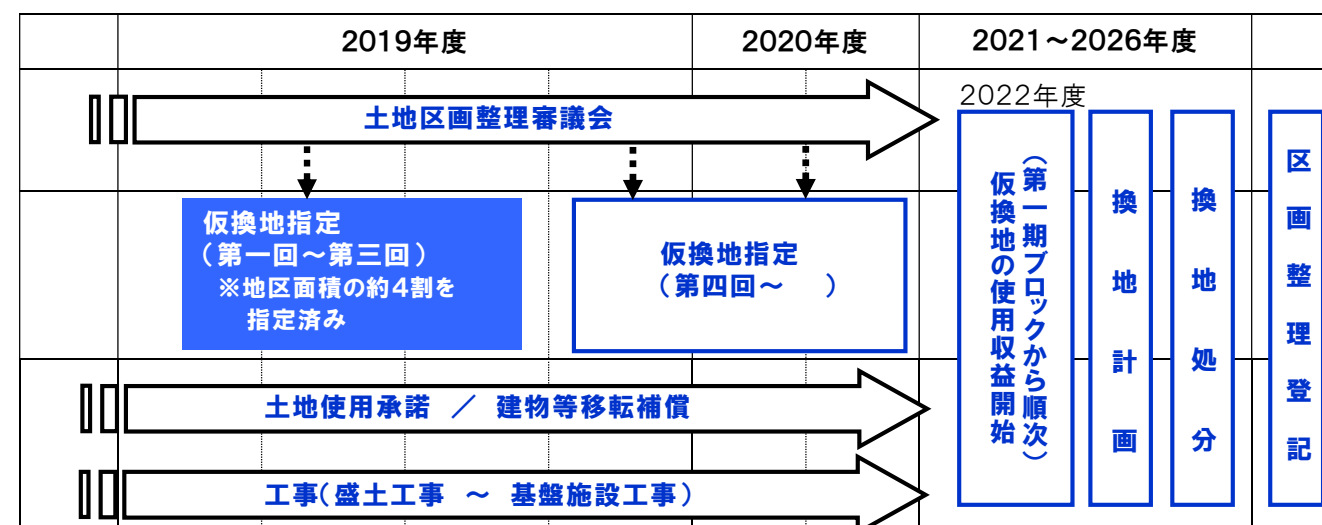 2019年度
2020年度
2021～2026年度
土地区画整理審議会
2022年度
仮換地指定
（第一回～第三回）
※地区面積の約4割を
指定済み
仮換地指定
（第四回～　）
（第一期ブロックから順次）
仮換地の使用収益開始
換地計画
換地処分
区画整理登記
土地使用承諾 ／ 建物等移転補償
工事（盛土工事 ～ 基盤施設工事）